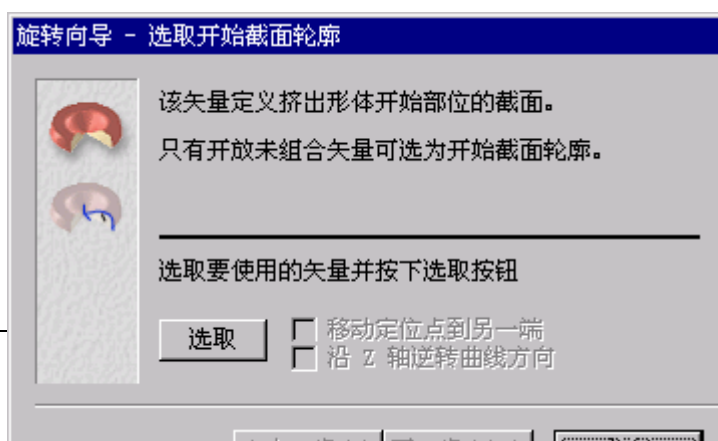 旋转向导 - 选取开始截面轮廓
该矢量定义挤出形体开始部位的截面。
只有开放未组合矢量可选为开始截面轮廓。
选取要使用的矢量并按下选取按钮
选取
移动定位点到另一端
沿 Z 轴逆转曲线方向